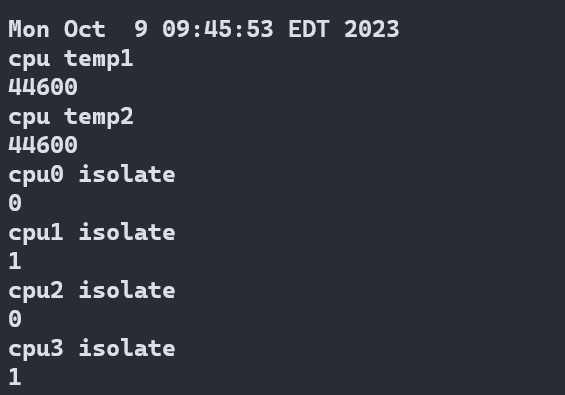 Mon Oct  9 09:45:53 EDT 2023
cpu temp1
44600
cpu temp2
44600
cpu0 isolate
0
cpu1 isolate
1
cpu2 isolate
0
cpu3 isolate
1